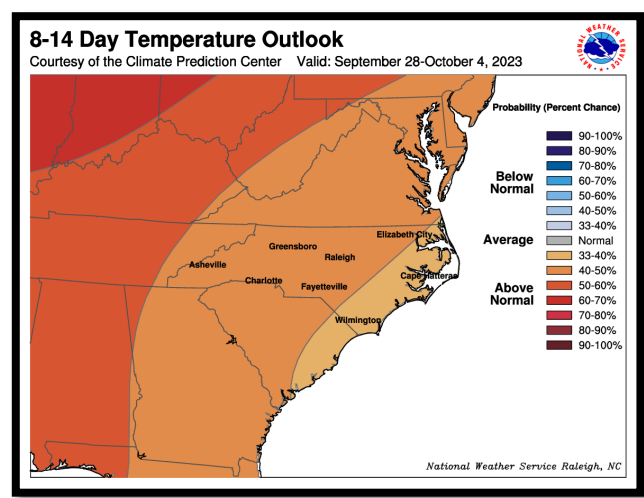 8-14 Day Temperature Outlook
Courtesy of the Climate Prediction Center Valid: September 28-October 4, 2023
NATIONAL WEATHER SERVICE
Probability (Percent Chance)
90-100%
80-90%
70-80%
Below Normal
60-70%
50-60%
40-50%
33-40%
Average
Normal
33-40%
40-50%
Above Normal
50-60%
60-70%
70-80%
80-90%
90-100%
Elizabeth City
Greensboro
Raleigh
Asheville
Cape Hatteras
Charlotte
Fayetteville
Wilmington
National Weather Service Raleigh, NC